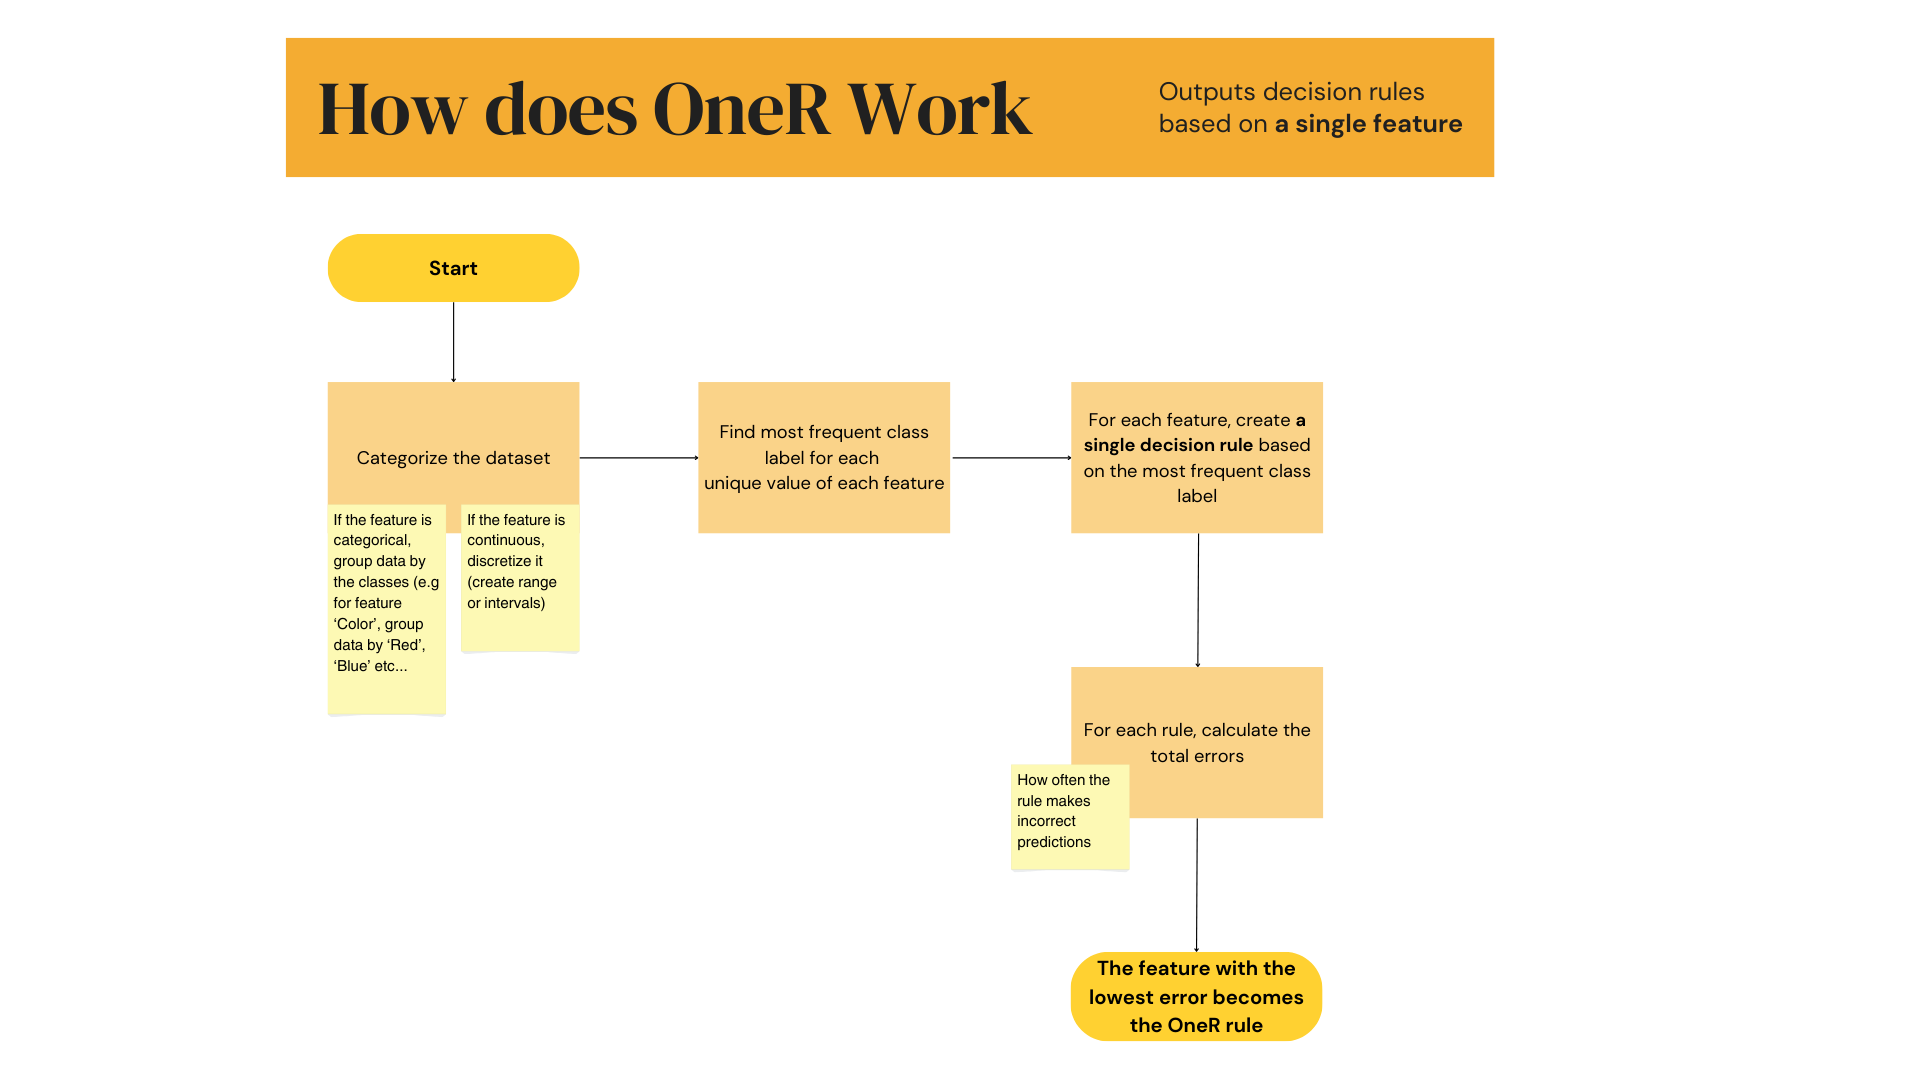 How does OneR Work
Outputs decision rules
based on a single feature
Start
Categorize the dataset
If the feature is
categorical,
group data by
the classes (e.g
for feature
‘Color’, group
data by ‘Red’,
‘Blue’ etc...
If the feature is
continuous,
discretize it
(create range
or intervals)
Find most frequent class
label for each
unique value of each feature
For each feature, create a
single decision rule based
on the most frequent class
label
For each rule, calculate the
total errors
How often the
rule makes
incorrect
predictions
The feature with the
lowest error becomes
the OneR rule